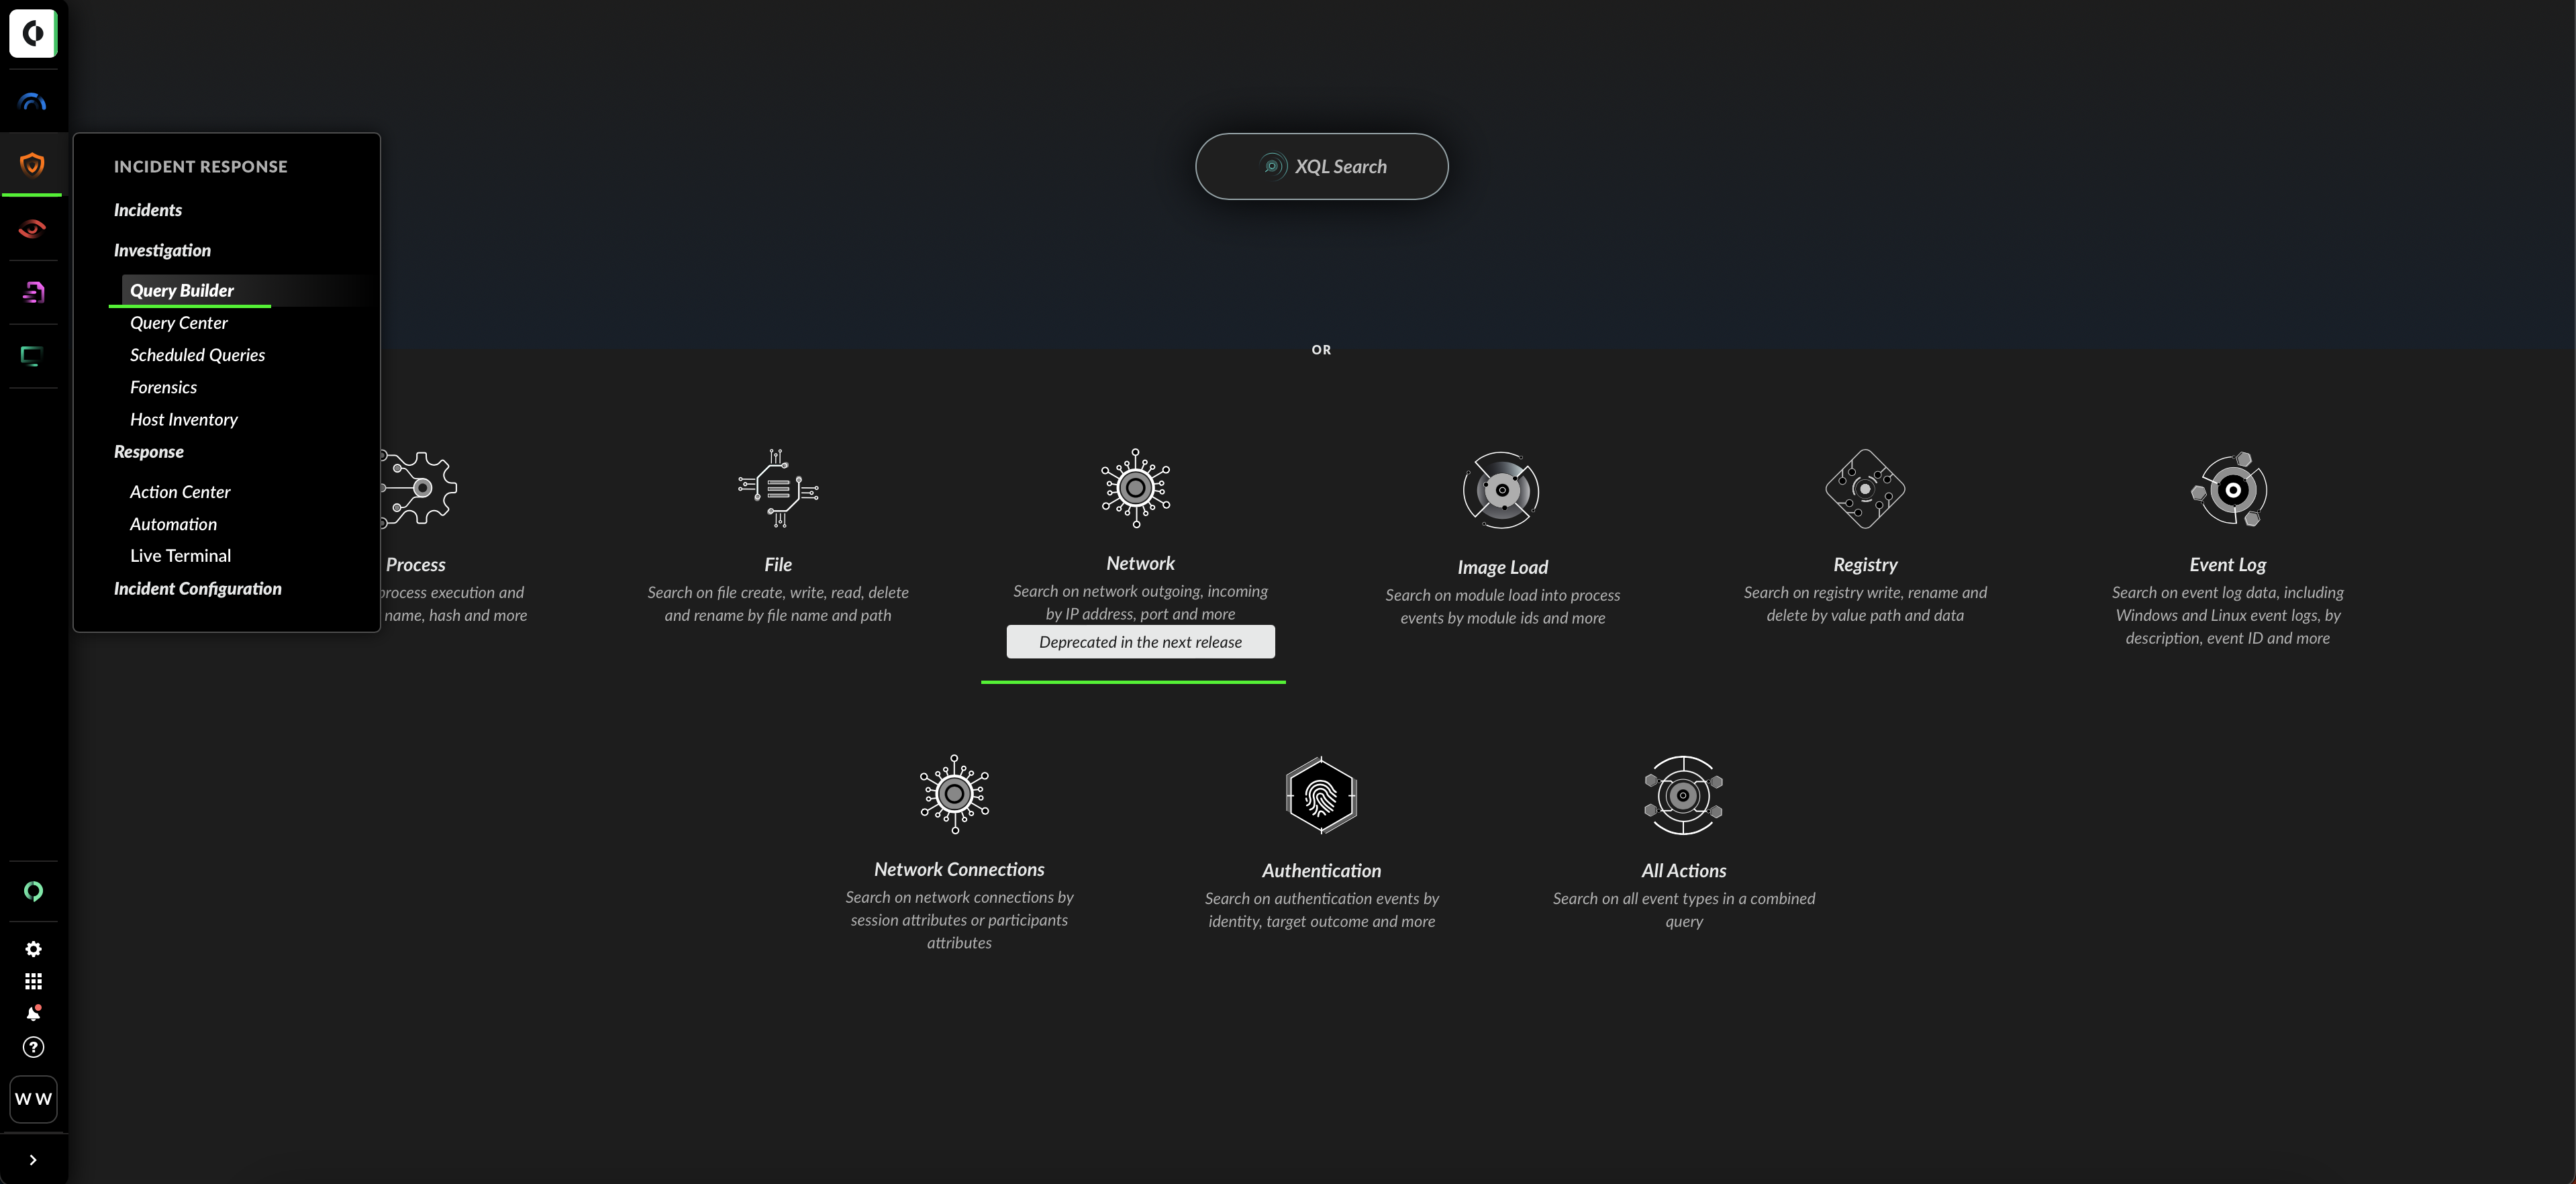 INCIDENT RESPONSE
Incidents
Investigation
Query Builder
Query Center
Scheduled Queries
Forensics
Host Inventory
Response
Action Center
Automation
Live Terminal
Incident Configuration
XQL Search
OR
Process
process execution and
name, hash and more
File
Search on file create, write, read, delete
and rename by file name and path
Network
Search on network outgoing, incoming
by IP address, port and more
Deprecated in the next release
Image Load
Search on module load into process
events by module ids and more
Registry
Search on registry write, rename and
delete by value path and data
Event Log
Search on event log data, including
Windows and Linux event logs, by
description, event ID and more
Network Connections
Search on network connections by
session attributes or participants
attributes
Authentication
Search on authentication events by
identity, target outcome and more
All Actions
Search on all event types in a combined
query
?
W W